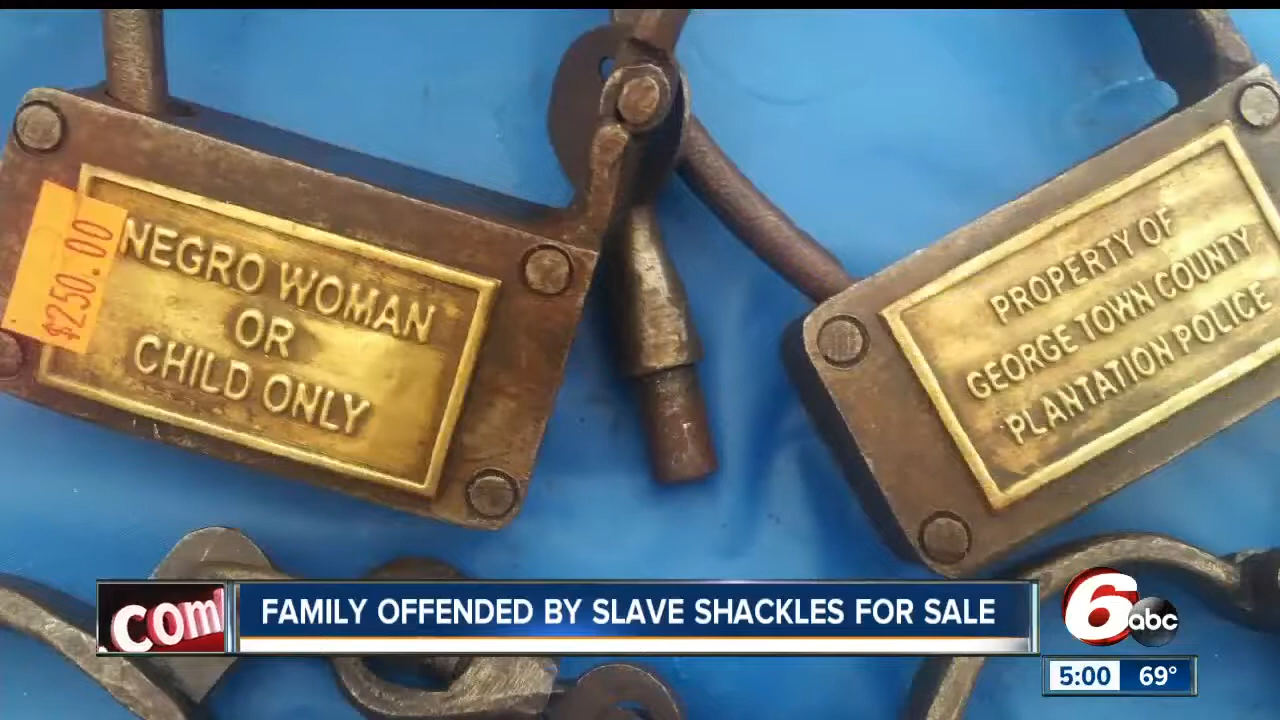 $250.00
NEGRO WOMAN
OR
CHILD ONLY
PROPERTY OF
GEORGE TOWN COUNTY
PLANTATION POLICE
.COM
FAMILY OFFENDED BY SLAVE SHACKLES FOR SALE
6 abc
5:00 69°